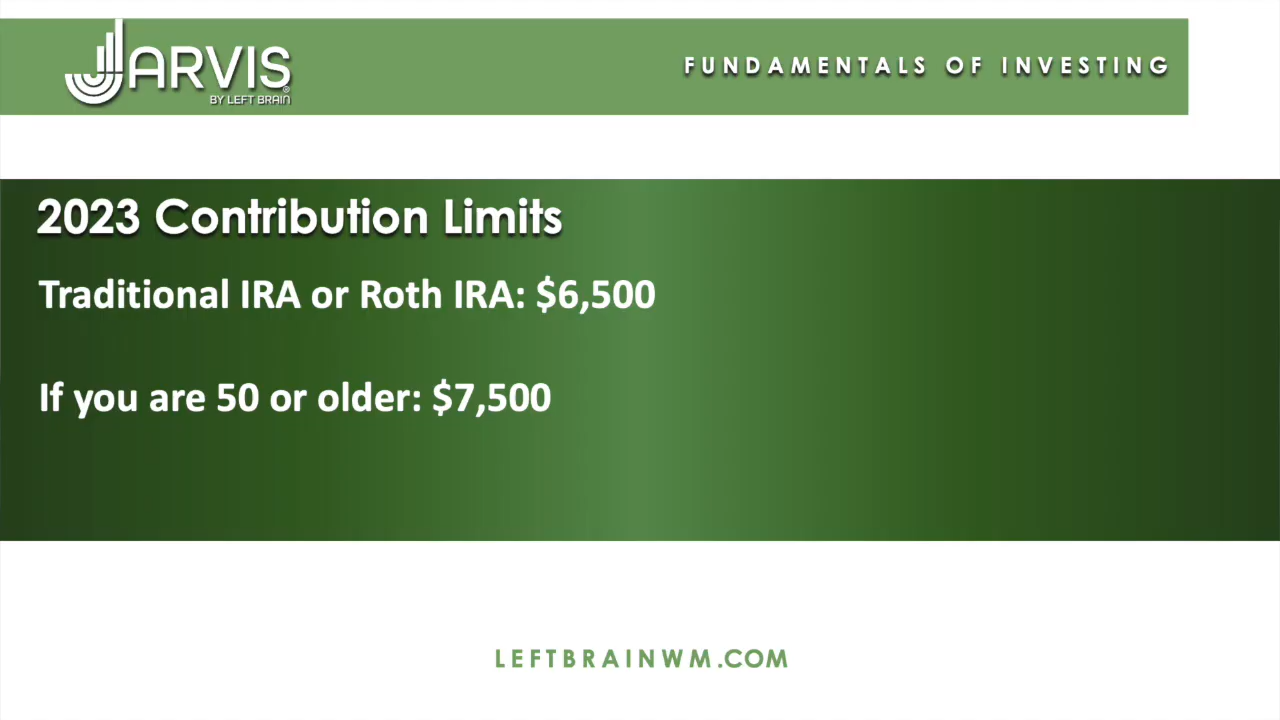 JARVIS®
BY LEFT BRAIN
FUNDAMENTALS OF INVESTING
2023 Contribution Limits
Traditional IRA or Roth IRA: $6,500
If you are 50 or older: $7,500
LEFTBRAINWM.COM